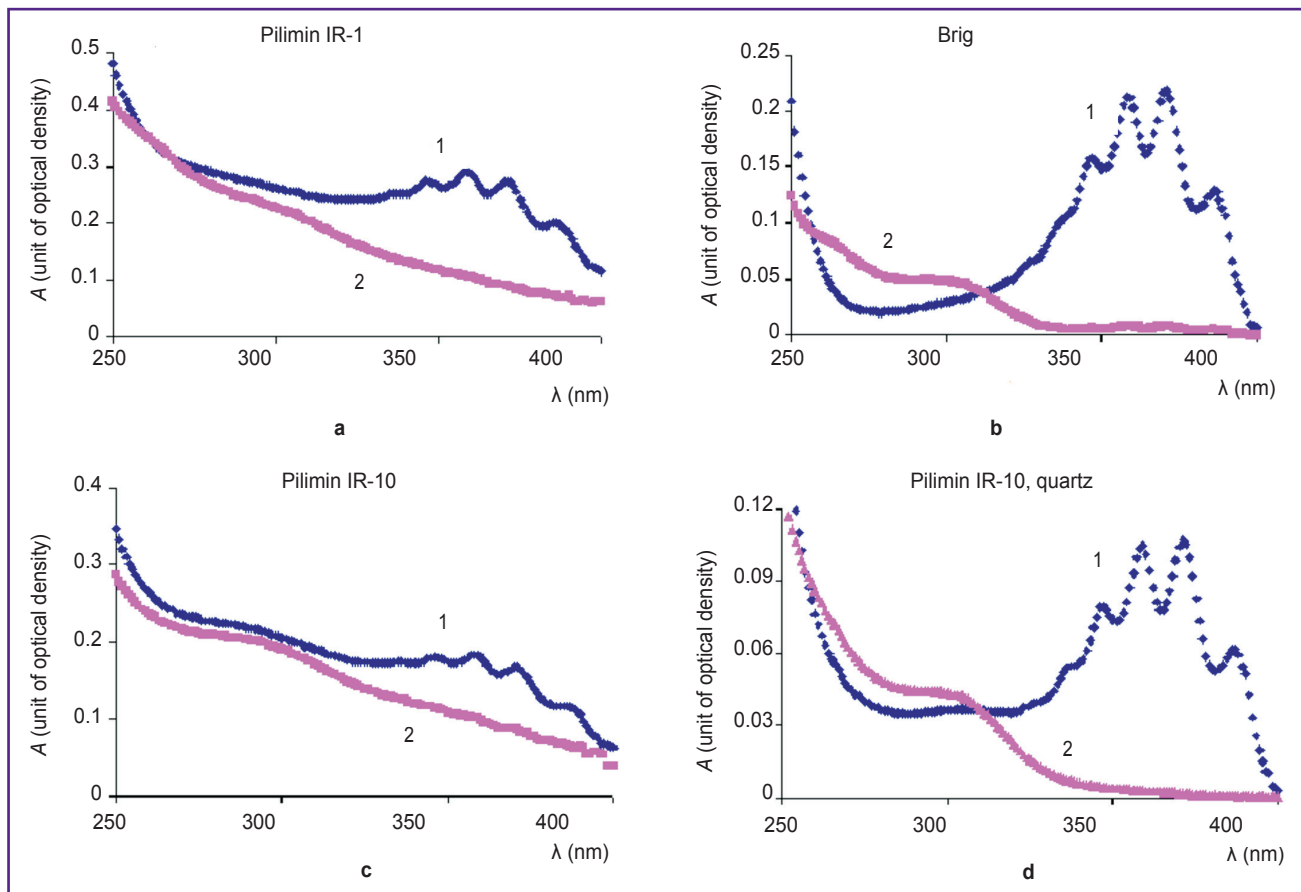 Pilimin IR-1
A (unit of optical density)
0.5
0.4
0.3
0.2
0.1
0
1
2
250
300
350
400
λ (nm)
a
Brig
A (unit of optical density)
0.25
0.20
0.15
0.10
0.05
0
1
2
250
300
350
400
λ (nm)
b
Pilimin IR-10
A (unit of optical density)
0.4
0.3
0.2
0.1
0
1
2
250
300
350
400
λ (nm)
c
Pilimin IR-10, quartz
A (unit of optical density)
0.12
0.09
0.06
0.03
0
1
2
250
300
350
400
λ (nm)
d